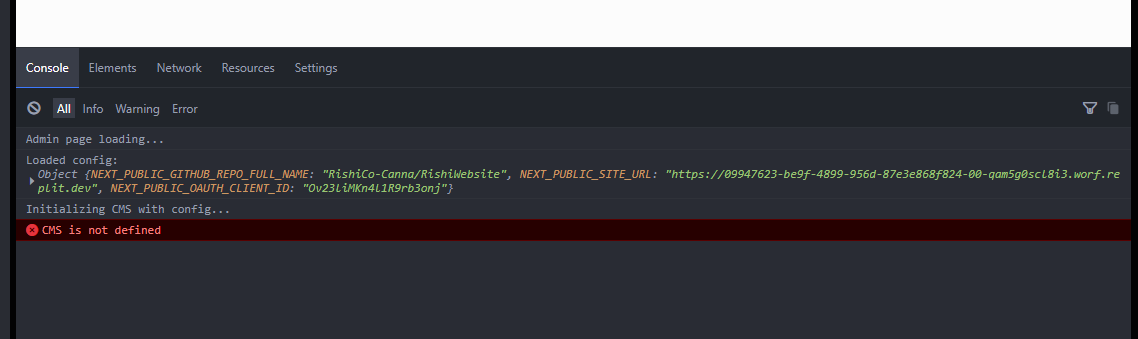 Console Elements Network Resources Settings
All Info Warning Error
Admin page loading...
Loaded config:
Object {NEXT_PUBLIC_GITHUB_REPO_FULL_NAME: "RishiCo-Canna/RishiWebsite", NEXT_PUBLIC_SITE_URL: "https://09947623-be9f-4899-956d-87e3e868f824-00-qam5g0scl8i3.worf.re
plit.dev", NEXT_PUBLIC_OAUTH_CLIENT_ID: "Ov23liMKn4l1R9rb3onj"}
Initializing CMS with config...
CMS is not defined